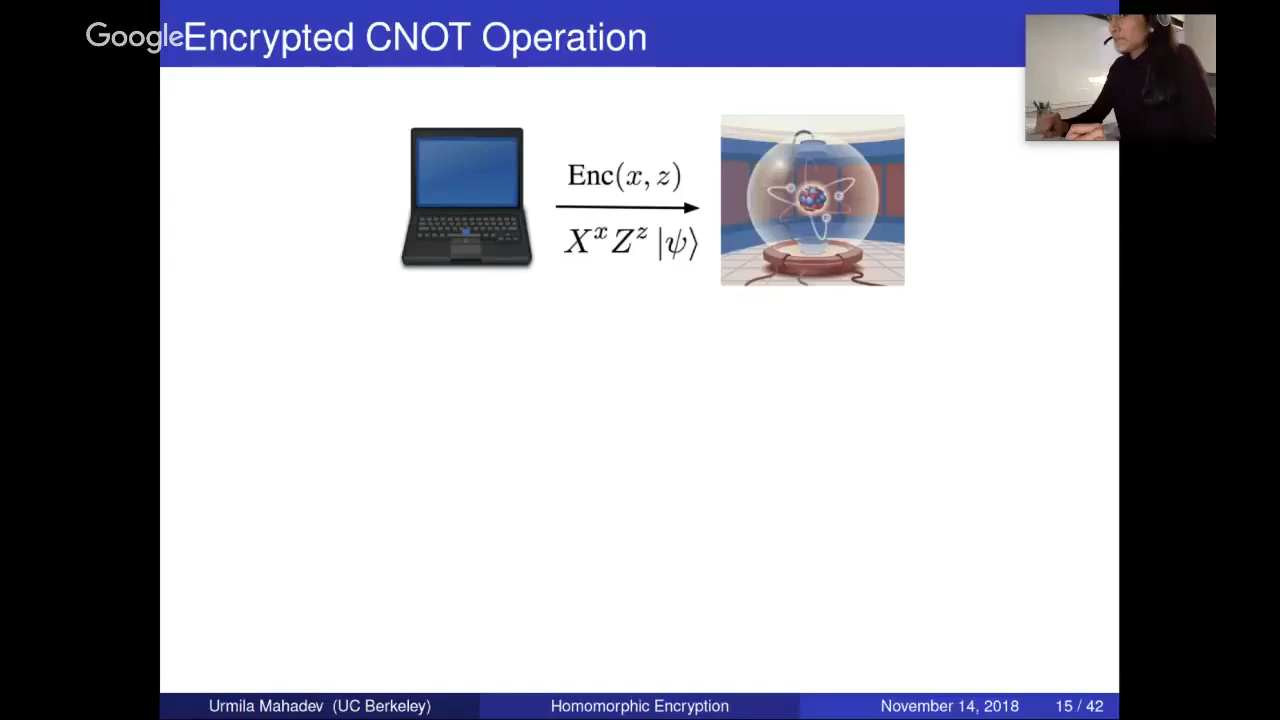 Google
Encrypted CNOT Operation
Enc(x, z)
X^x Z^z |ψ⟩
Urmila Mahadev (UC Berkeley)
Homomorphic Encryption
November 14, 2018
15 / 42